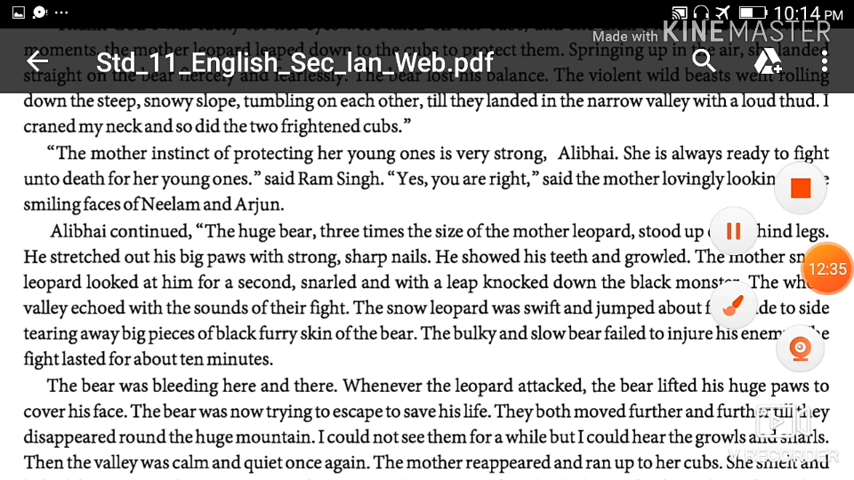 10:14 PM
Made with KINEMASTER
moments, the mother leopard leaped down to the cubs to protect them. Springing up in the air, she landed
Std_11_English_Sec_lan_Web.pdf
straight on the bear fiercely and fearlessly. The bear lost his balance. The violent wild beasts went rolling
down the steep, snowy slope, tumbling on each other, till they landed in the narrow valley with a loud thud. I
craned my neck and so did the two frightened cubs.”
“The mother instinct of protecting her young ones is very strong, Alibhai. She is always ready to fight
unto death for her young ones.” said Ram Singh. “Yes, you are right,” said the mother lovingly lookin
smiling faces of Neelam and Arjun.
Alibhai continued, “The huge bear, three times the size of the mother leopard, stood up hind legs.
He stretched out his big paws with strong, sharp nails. He showed his teeth and growled. The mother sn
12:35
leopard looked at him for a second, snarled and with a leap knocked down the black monster. The wh
valley echoed with the sounds of their fight. The snow leopard was swift and jumped about f ide to side
tearing away big pieces of black furry skin of the bear. The bulky and slow bear failed to injure his enemy. The
fight lasted for about ten minutes.
The bear was bleeding here and there. Whenever the leopard attacked, the bear lifted his huge paws to
cover his face. The bear was now trying to escape to save his life. They both moved further and further till they
disappeared round the huge mountain. I could not see them for a while but I could hear the growls and snarls.
V RECORDER
Then the valley was calm and quiet once again. The mother reappeared and ran up to her cubs. She smelt and